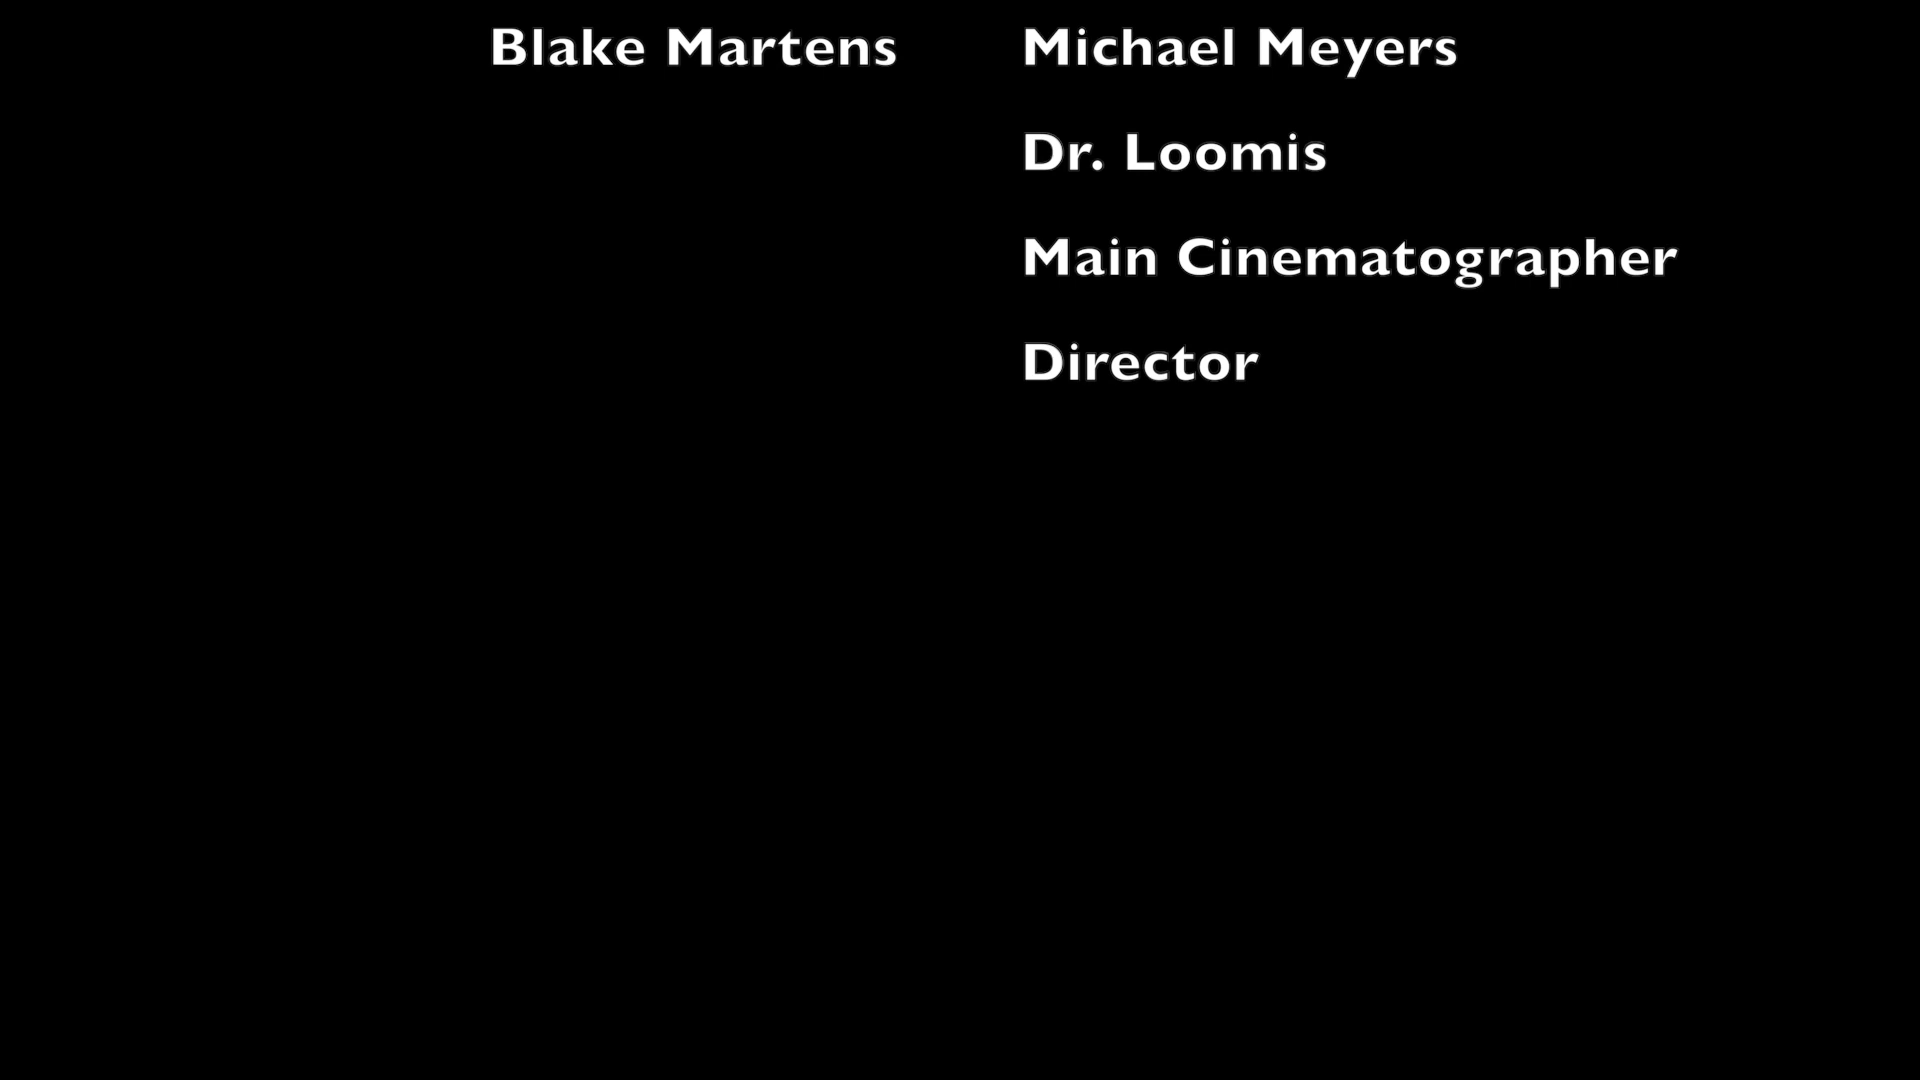 Blake Martens Michael Meyers
Dr. Loomis
Main Cinematographer
Director